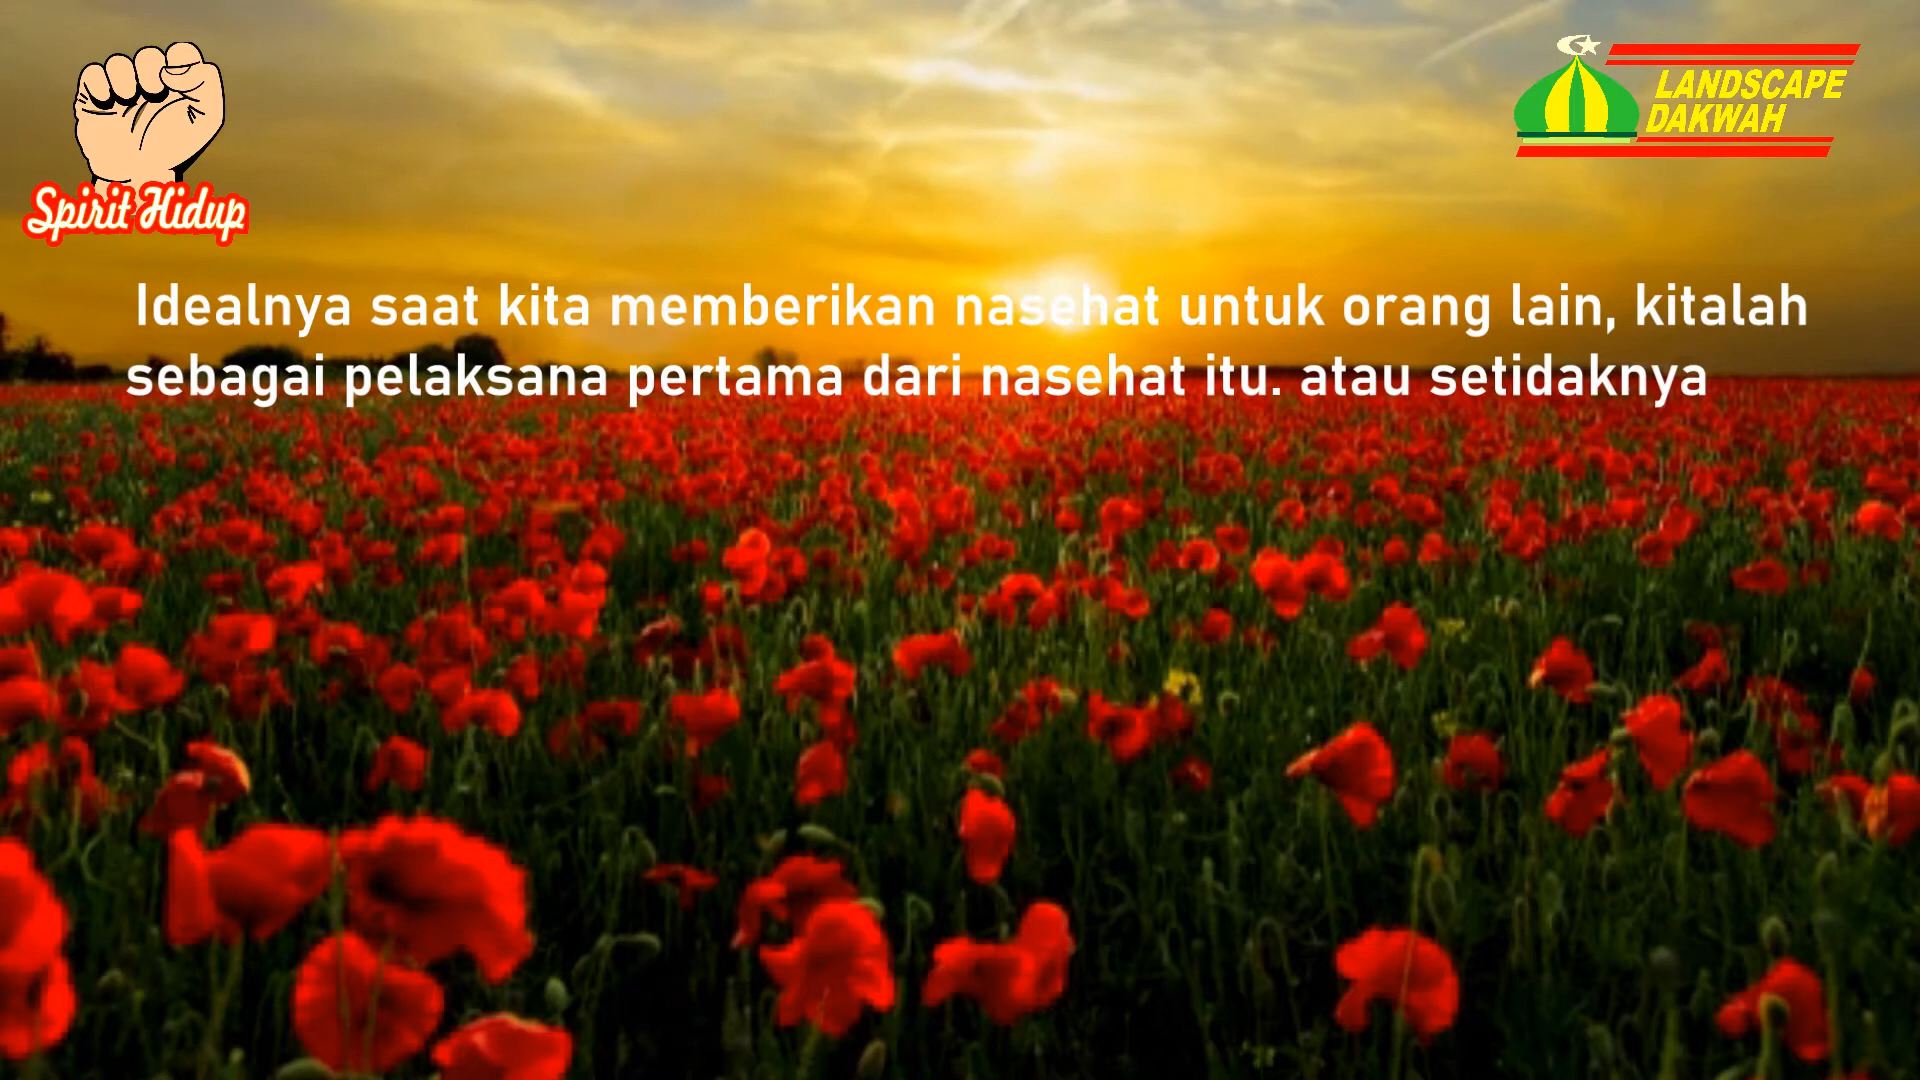 Spirit Hidup
LANDSCAPE
DAKWAH
Idealnya saat kita memberikan nasehat untuk orang lain, kitalah
sebagai pelaksana pertama dari nasehat itu. atau setidaknya